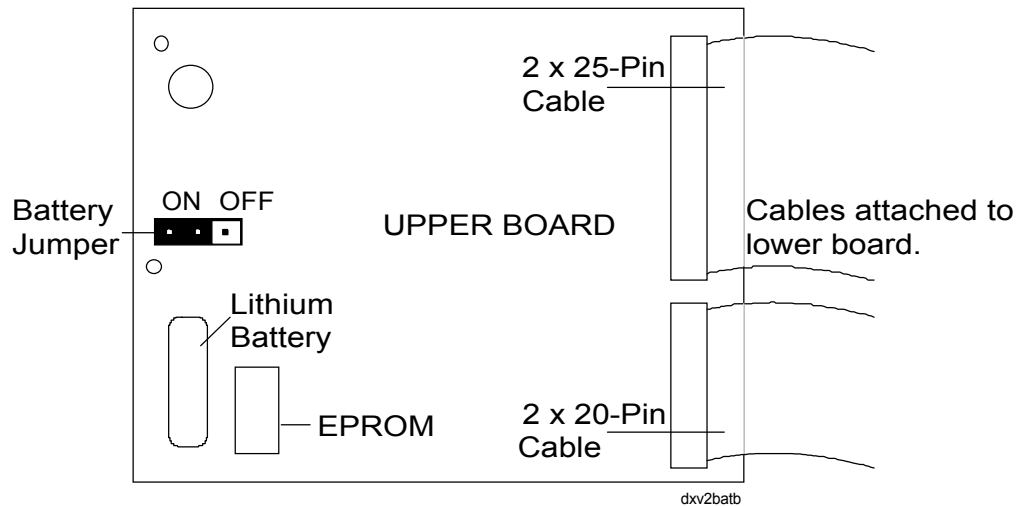 2 x 25-Pin
Cable
ON OFF
Battery
Jumper
UPPER BOARD
Cables attached to
lower board.
Lithium
Battery
EPROM
2 x 20-Pin
Cable
dxv2batb